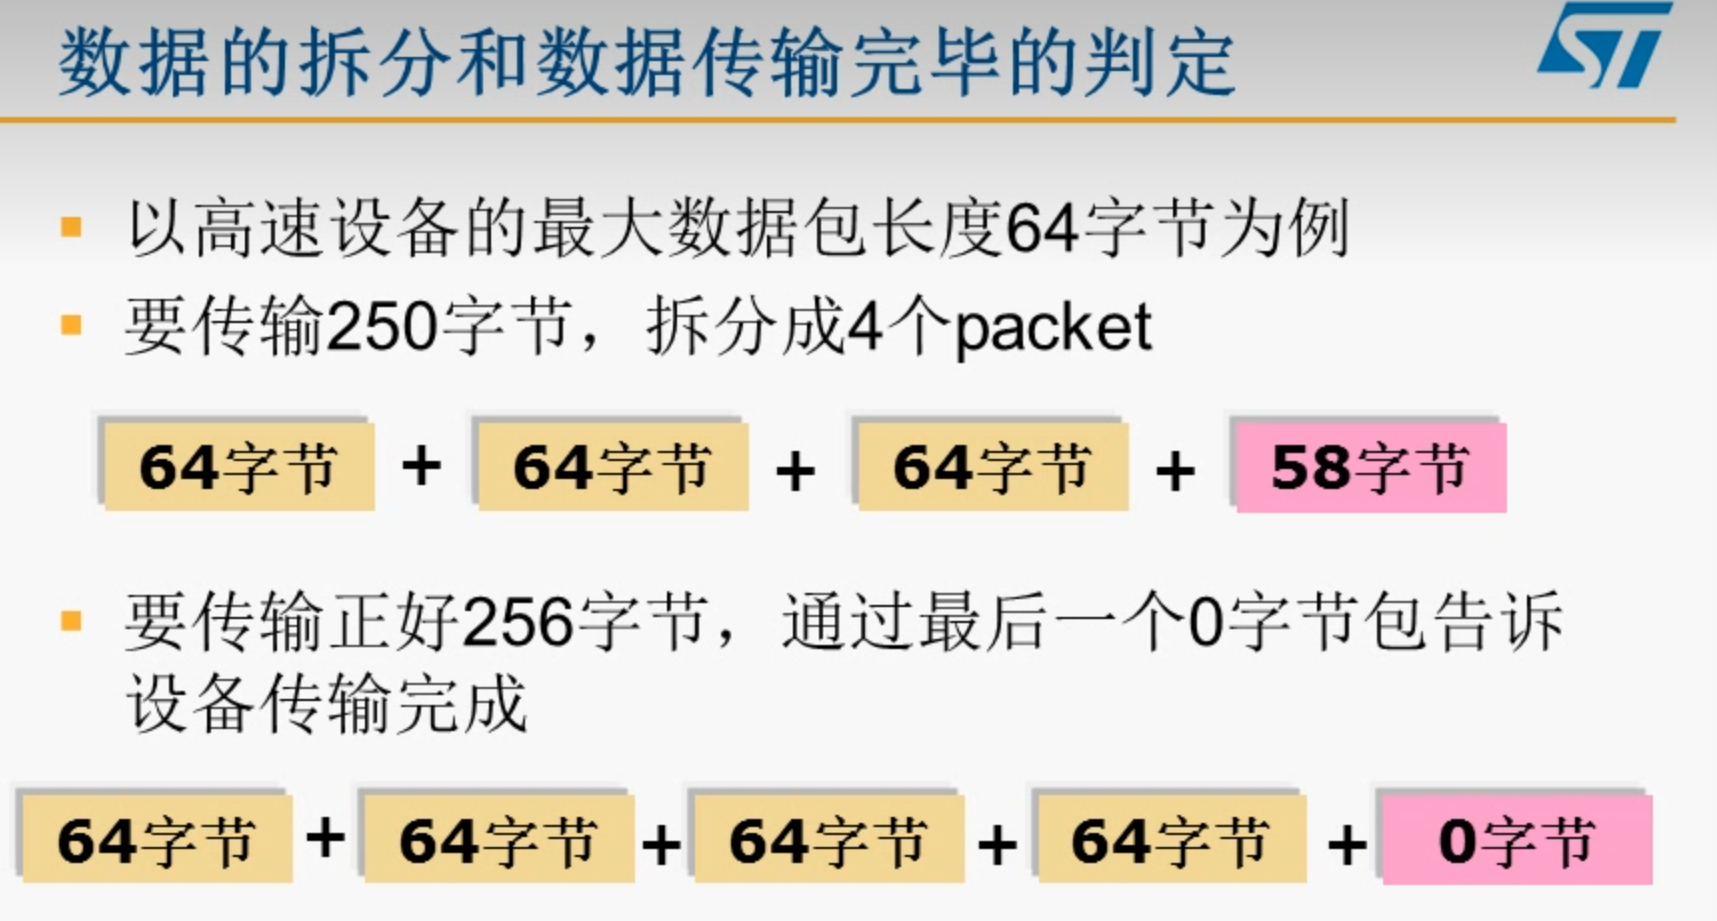 数据的拆分和数据传输完毕的判定
ST
以高速设备的最大数据包长度64字节为例
要传输250字节，拆分成4个packet
64字节 + 64字节 + 64字节 + 58字节
要传输正好256字节，通过最后一个0字节包告诉
设备传输完成
64字节 + 64字节 + 64字节 + 64字节 + 0字节